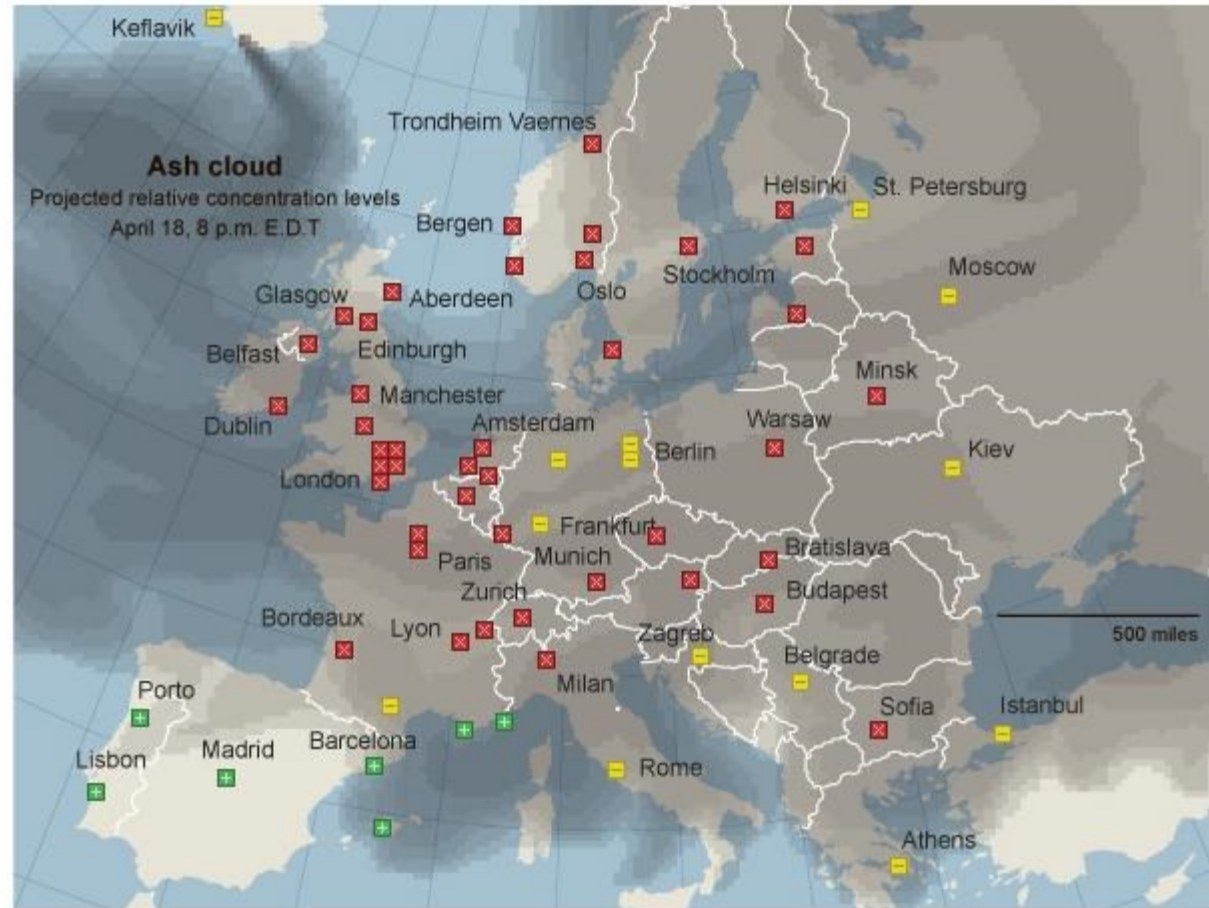 Keflavik
Trondheim Vaernes
Ash cloud
Projected relative concentration levels
April 18, 8 p.m. E.D.T
Helsinki
St. Petersburg
Bergen
Stockholm
Oslo
Moscow
Glasgow
Aberdeen
Belfast
Edinburgh
Minsk
Manchester
Dublin
Amsterdam
Warsaw
Berlin
Kiev
London
Frankfurt
Paris
Munich
Bratislava
Zurich
Budapest
Bordeaux
Lyon
500 miles
Zagreb
Belgrade
Milan
Porto
Sofia
Istanbul
Lisbon
Madrid
Barcelona
Rome
Athens